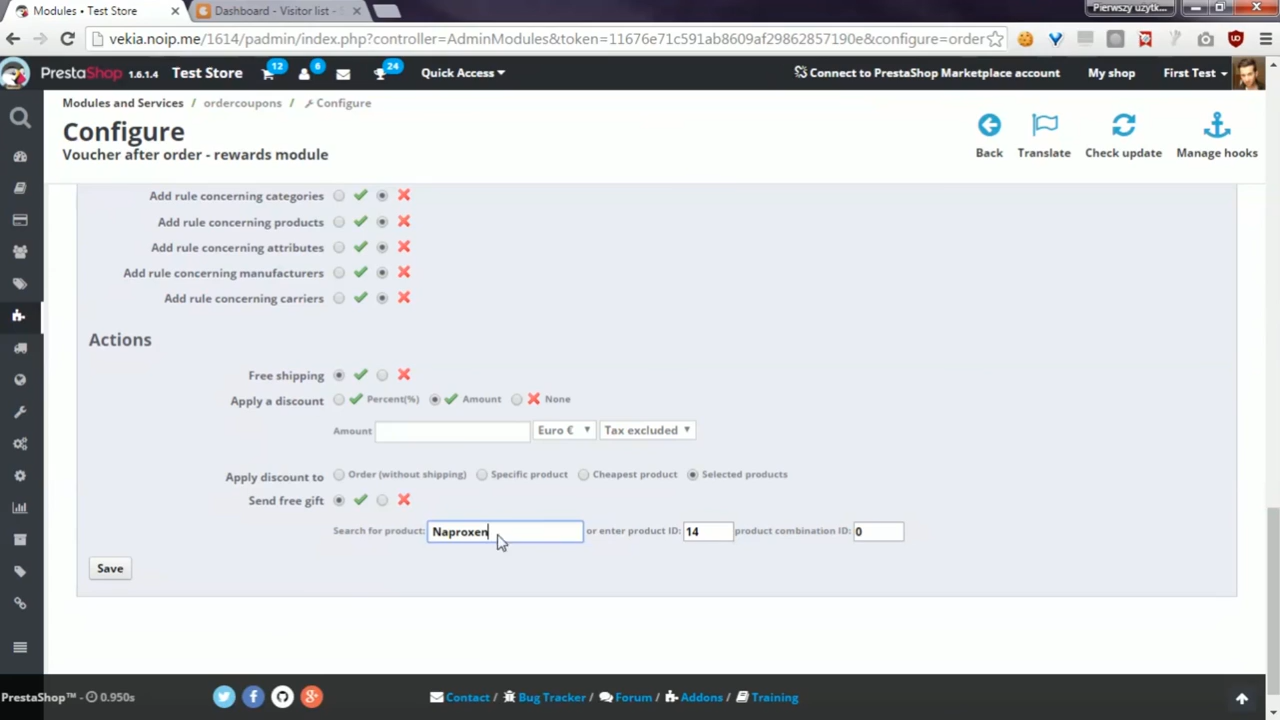 Modules • Test Store
Dashboard - Visitor list -
Pierwszy użytk...
vekia.noip.me/1614/padmin/index.php?controller=AdminModules&token=11676e71c591ab8609af29862857190e&configure=order
PrestaShop 1.6.1.4 Test Store 12 6 24 Quick Access Connect to PrestaShop Marketplace account My shop First Test
Modules and Services / ordercoupons / Configure
Configure
Voucher after order - rewards module
Back Translate Check update Manage hooks
Add rule concerning categories
Add rule concerning products
Add rule concerning attributes
Add rule concerning manufacturers
Add rule concerning carriers
Actions
Free shipping
Apply a discount Percent(%) Amount None
Amount Euro € Tax excluded
Apply discount to Order (without shipping) Specific product Cheapest product Selected products
Send free gift
Search for product: Naproxen or enter product ID: 14 product combination ID: 0
Save
PrestaShop™ - 0.950s Contact / Bug Tracker / Forum / Addons / Training